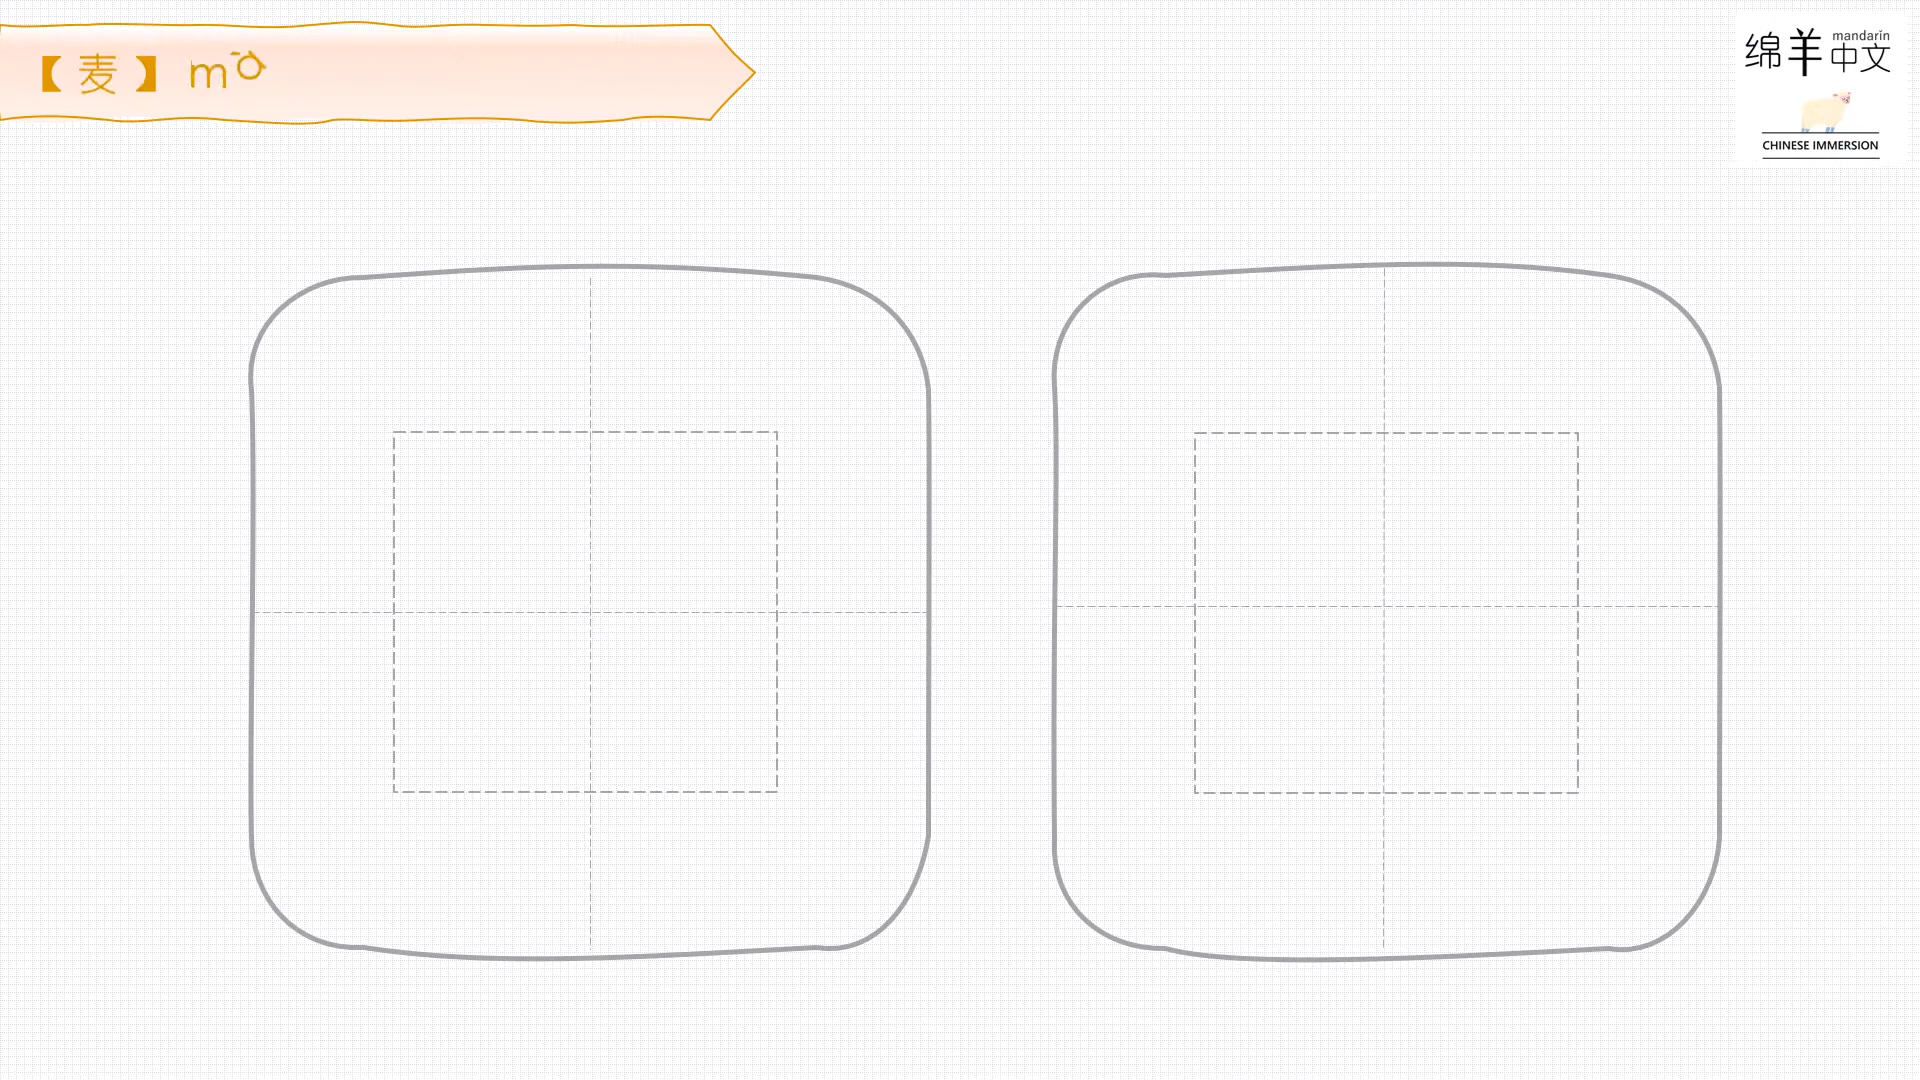 【麦】m
绵羊中文
mandarin
CHINESE IMMERSION